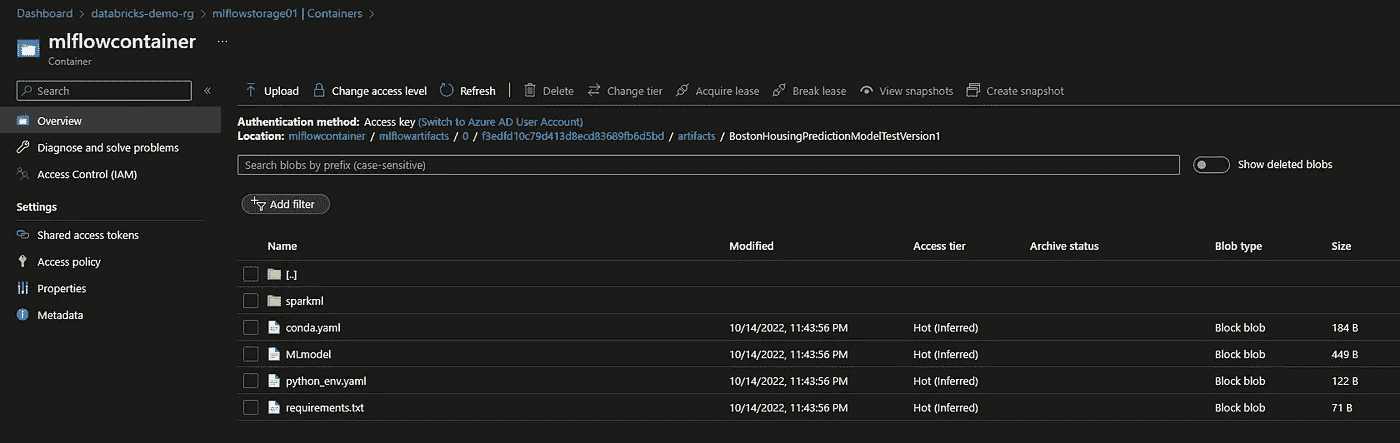 Dashboard > databricks-demo-rg > mlflowstorage01 | Containers >
mlflowcontainer ...
Container
Search «
Overview
Diagnose and solve problems
Access Control (IAM)
Settings
Shared access tokens
Access policy
Properties
Metadata
Upload Change access level Refresh | Delete Change tier Acquire lease Break lease View snapshots Create snapshot
Authentication method: Access key (Switch to Azure AD User Account)
Location: mlflowcontainer / mlflowartifacts / 0 / f3edfd10c79d413d8ecd83689fb6d5bd / artifacts / BostonHousingPredictionModelTestVersion1
Search blobs by prefix (case-sensitive) Show deleted blobs
Add filter
Name Modified Access tier Archive status Blob type Size
[..]
sparkml
conda.yaml 10/14/2022, 11:43:56 PM Hot (Inferred) Block blob 184 B
MLmodel 10/14/2022, 11:43:56 PM Hot (Inferred) Block blob 449 B
python_env.yaml 10/14/2022, 11:43:56 PM Hot (Inferred) Block blob 122 B
requirements.txt 10/14/2022, 11:43:56 PM Hot (Inferred) Block blob 71 B